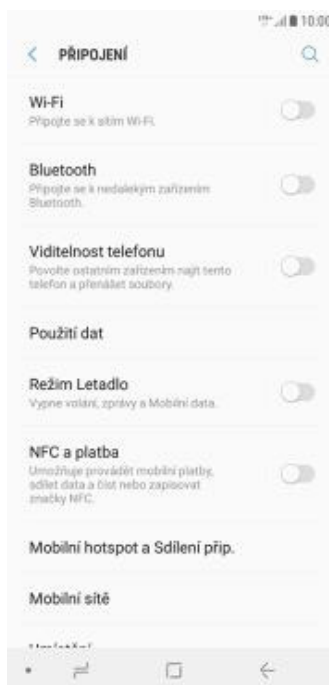 10:00
PŘIPOJENÍ
Wi-Fi
Připojte se k sítím Wi-Fi.
Bluetooth
Připojte se k nedalekým zařízením
Bluetooth.
Viditelnost telefonu
Povolte ostatním zařízením najít tento
telefon a přenášet soubory.
Použití dat
Režim Letadlo
Vypne volání, zprávy a Mobilní data.
NFC a platba
Umožňuje provádět mobilní platby,
sdílet data a číst nebo zapisovat
značky NFC.
Mobilní hotspot a Sdílení přip.
Mobilní sítě